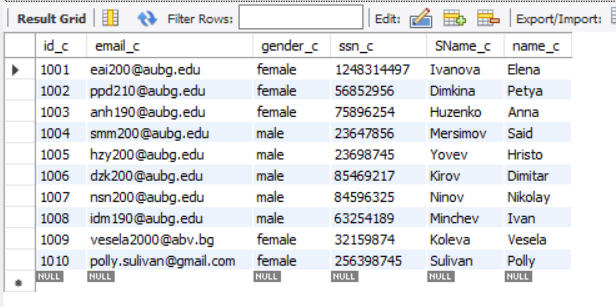 Result Grid Filter Rows: Edit: Export/Import:
id_c email_c gender_c ssn_c SName_c name_c
1001 eai200@aubg.edu female 1248314497 Ivanova Elena
1002 ppd210@aubg.edu female 56852956 Dimkina Petya
1003 anh190@aubg.edu female 75896254 Huzenko Anna
1004 smm200@aubg.edu male 23647856 Mersimov Said
1005 hzy200@aubg.edu male 23698745 Yovev Hristo
1006 dzk200@aubg.edu male 85469217 Kirov Dimitar
1007 nsn200@aubg.edu male 84596325 Ninov Nikolay
1008 idm190@aubg.edu male 63254189 Minchev Ivan
1009 vesela2000@abv.bg female 32159874 Koleva Vesela
1010 polly.sulivan@gmail.com female 256398745 Sulivan Polly
NULL NULL NULL NULL NULL NULL